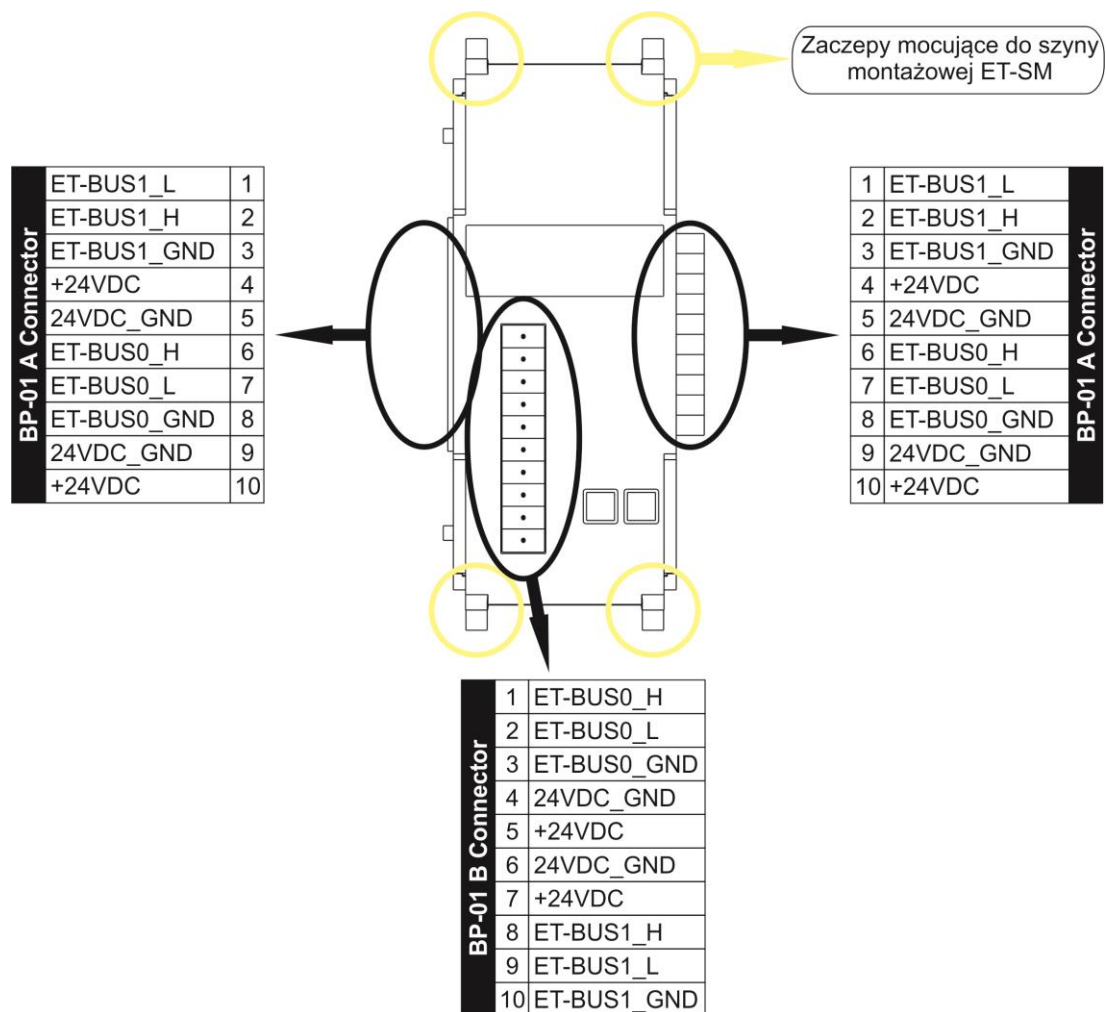 Zaczepy mocujące do szyny
montażowej ET-SM
BP-01 A Connector
ET-BUS1_L 1
ET-BUS1_H 2
ET-BUS1_GND 3
+24VDC 4
24VDC_GND 5
ET-BUS0_H 6
ET-BUS0_L 7
ET-BUS0_GND 8
24VDC_GND 9
+24VDC 10
1 ET-BUS1_L
2 ET-BUS1_H
3 ET-BUS1_GND
4 +24VDC
5 24VDC_GND
6 ET-BUS0_H
7 ET-BUS0_L
8 ET-BUS0_GND
9 24VDC_GND
10 +24VDC
BP-01 A Connector
BP-01 B Connector
1 ET-BUS0_H
2 ET-BUS0_L
3 ET-BUS0_GND
4 24VDC_GND
5 +24VDC
6 24VDC_GND
7 +24VDC
8 ET-BUS1_H
9 ET-BUS1_L
10 ET-BUS1_GND